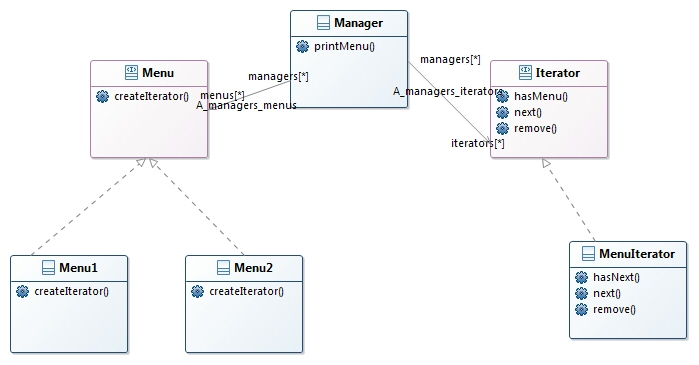 Manager
printMenu()
Menu
createIterator()
managers[*]
menus[*]
A_managers_menus
managers[*]
A_managers_iterators
iterators[*]
Iterator
hasMenu()
next()
remove()
Menu1
createIterator()
Menu2
createIterator()
MenuIterator
hasNext()
next()
remove()